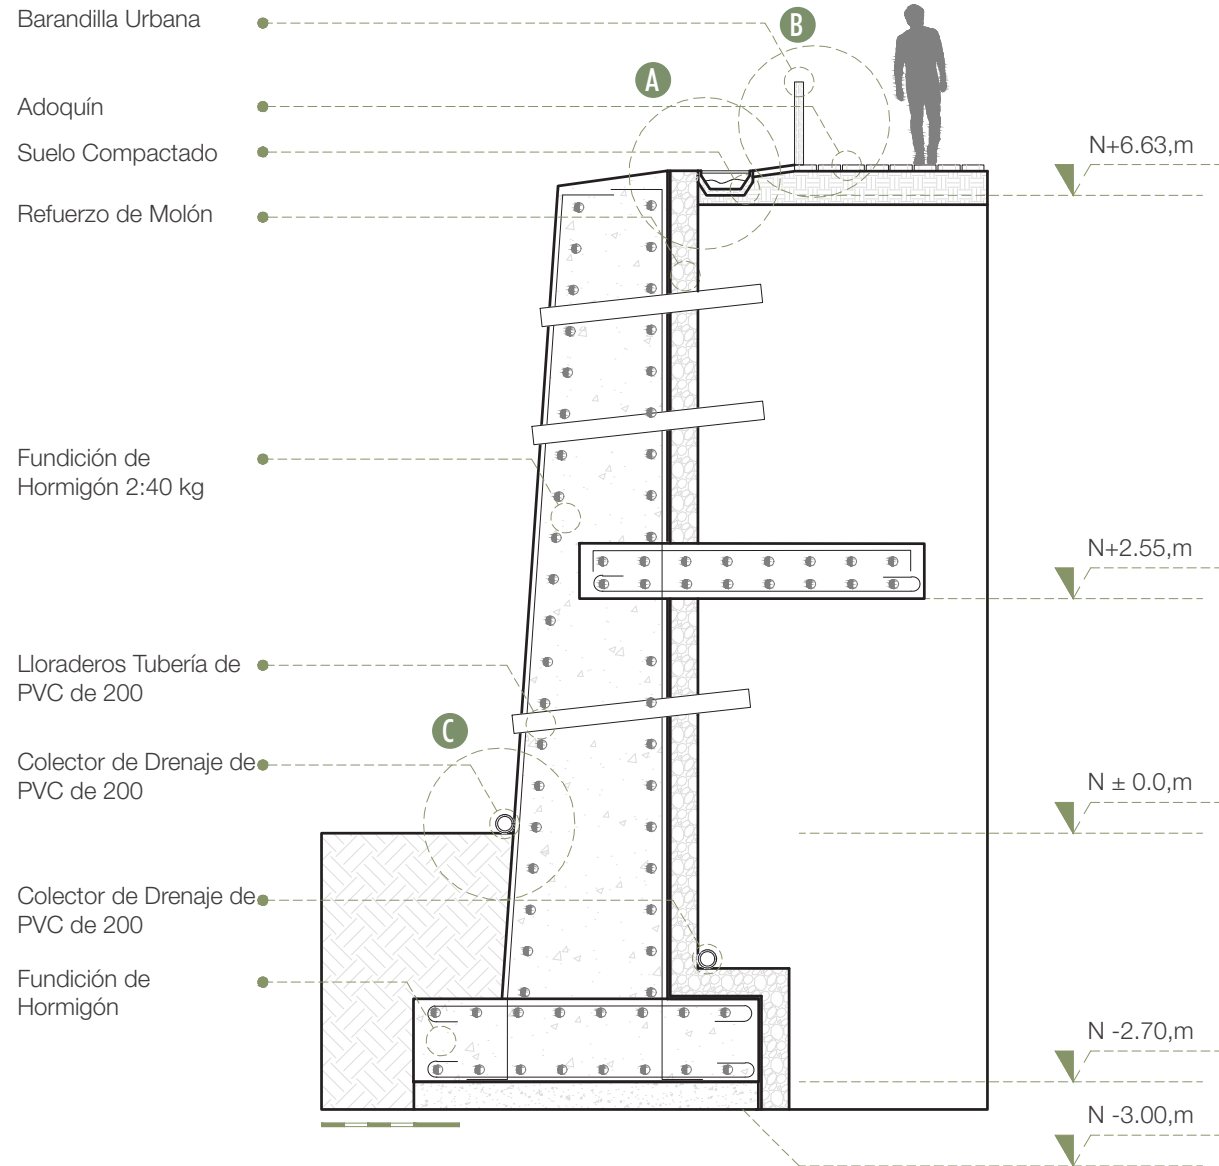 Barandilla Urbana
B
A
Adoquín
Suelo Compactado
N+6.63,m
Refuerzo de Molón
Fundición de
Hormigón 2:40 kg
N+2.55,m
Lloraderos Tubería de
PVC de 200
C
Colector de Drenaje de
PVC de 200
N ± 0.0,m
Colector de Drenaje de
PVC de 200
Fundición de
Hormigón
N -2.70,m
N -3.00,m